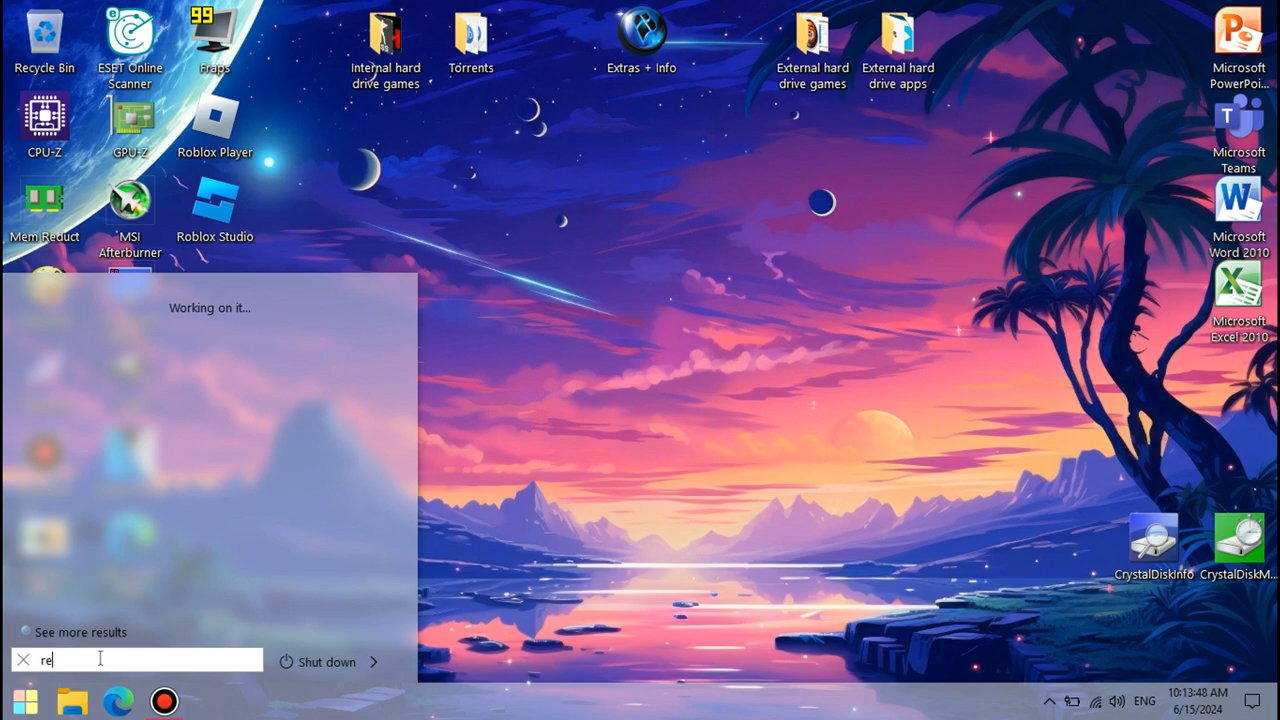 99
Recycle Bin
ESET Online
Scanner
Fraps
Internal hard
drive games
Torrents
Extras + Info
External hard
drive games
External hard
drive apps
Microsoft
PowerPoi...
CPU-Z
GPU-Z
Roblox Player
T
Microsoft
Teams
Mem Reduct
MSI
Afterburner
Roblox Studio
W
Microsoft
Word 2010
X
Microsoft
Excel 2010
Working on it...
CrystalDiskInfo
CrystalDiskM...
See more results
re
Shut down
ENG
10:13:48 AM
6/15/2024